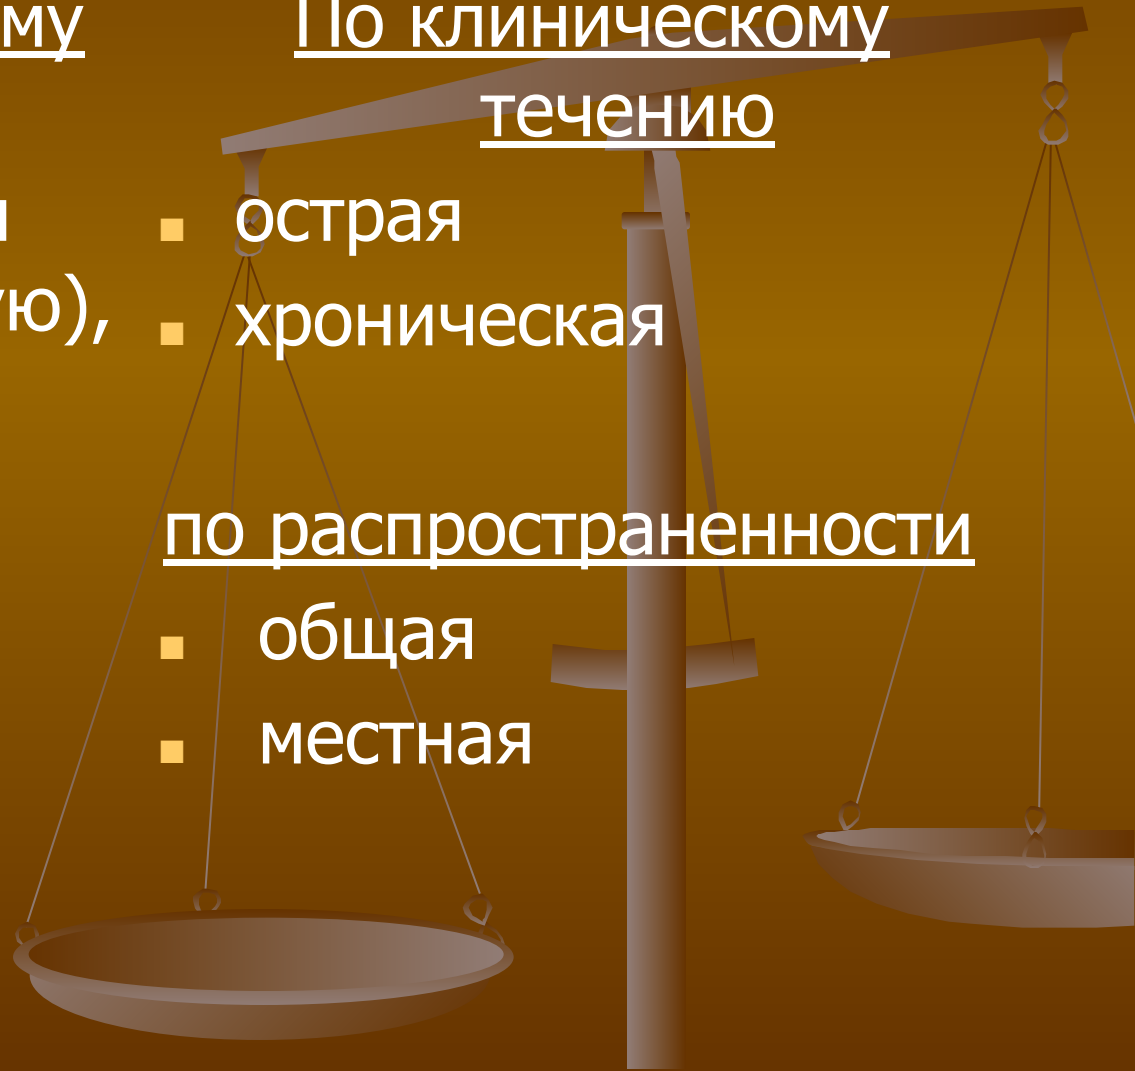 По клиническому
течению
острая
хроническая
по распространенности
общая
местная